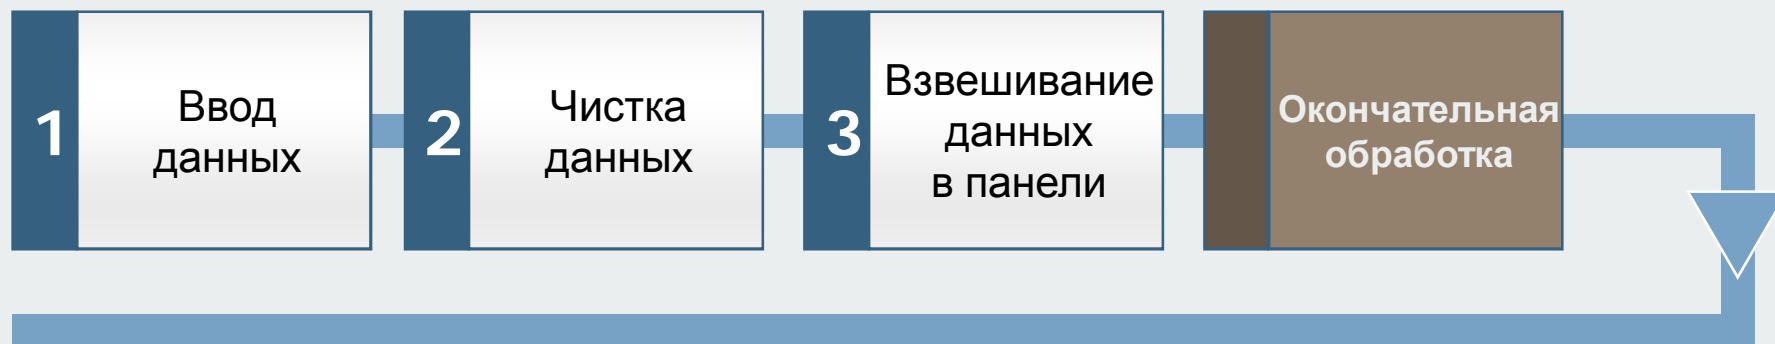 1
Ввод
данных
2
Чистка
данных
3
Взвешивание
данных
в панели
Окончательная
обработка